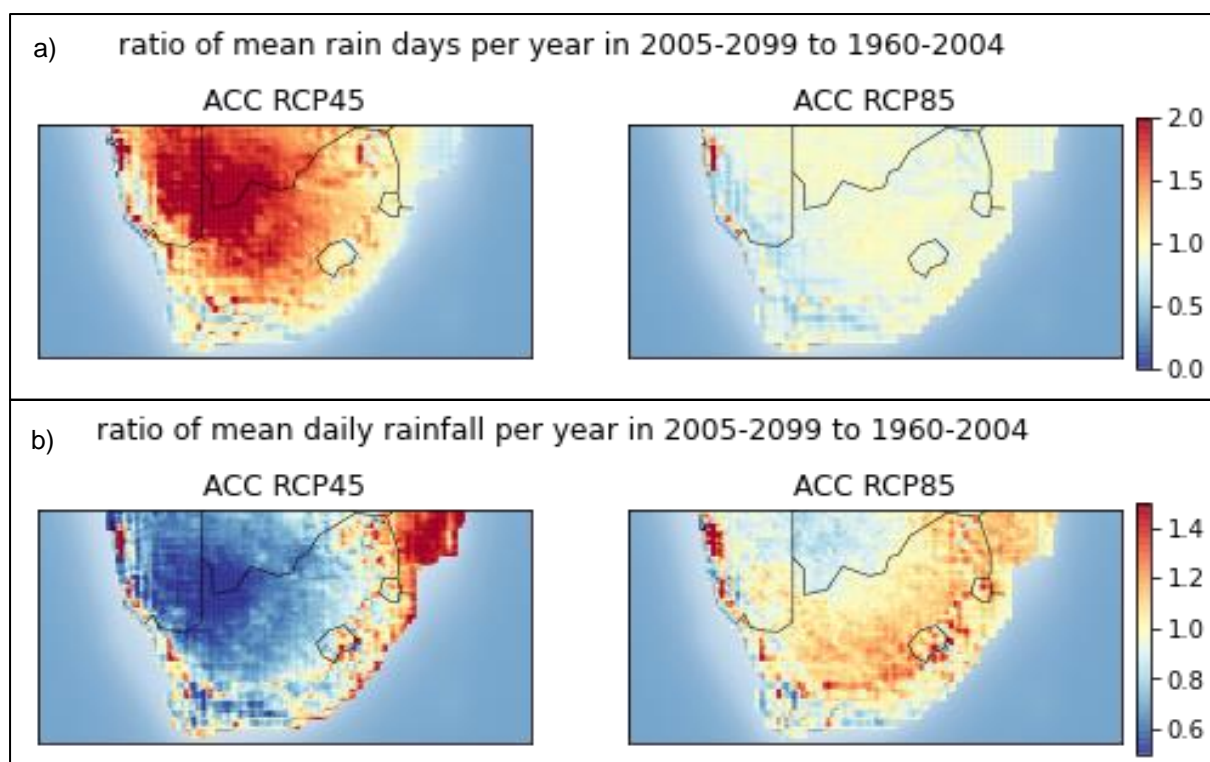 a) ratio of mean rain days per year in 2005-2099 to 1960-2004
ACC RCP45 ACC RCP85
2.0
1.5
1.0
0.5
0.0
b) ratio of mean daily rainfall per year in 2005-2099 to 1960-2004
ACC RCP45 ACC RCP85
1.4
1.2
1.0
0.8
0.6